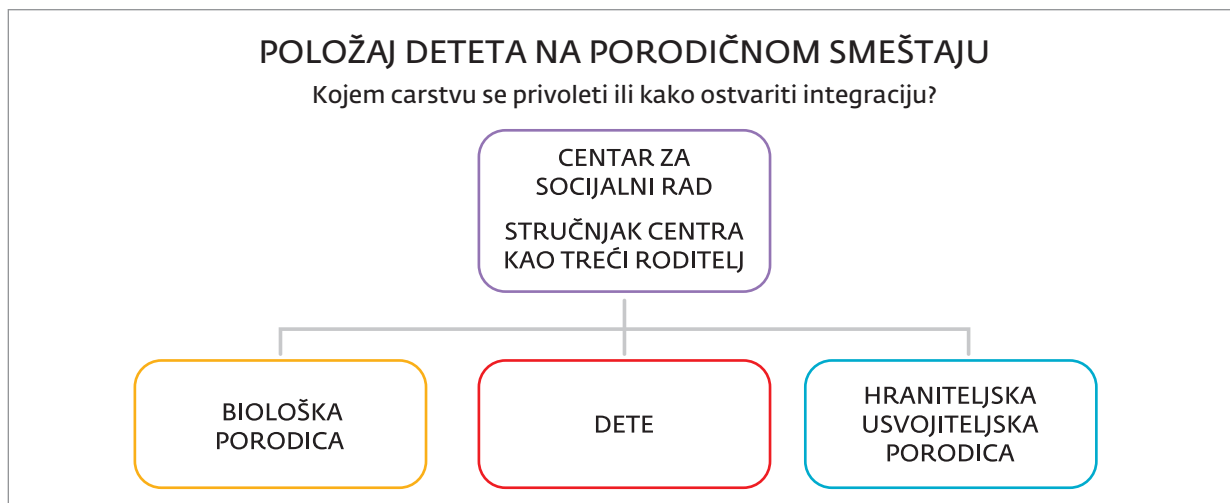 POLOŽAJ DETETA NA PORODIČNOM SMEŠTAJU
Kojem carstvu se privoleti ili kako ostvariti integraciju?
CENTAR ZA
SOCIJALNI RAD
STRUČNJAK CENTRA
KAO TREĆI RODITELJ
BIOLOŠKA
PORODICA
DETE
HRANITELJSKA
USVOJITELJSKA
PORODICA